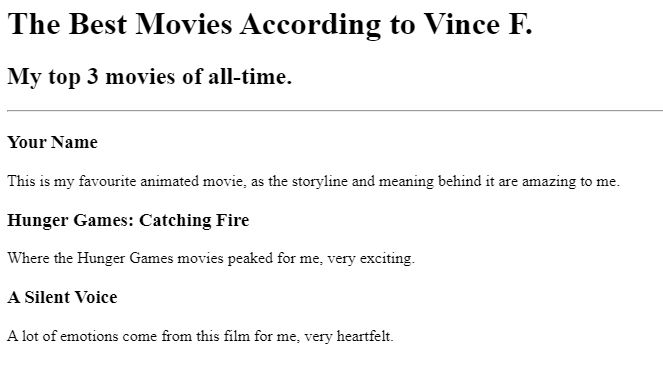 The Best Movies According to Vince F.
My top 3 movies of all-time.
Your Name
This is my favourite animated movie, as the storyline and meaning behind it are amazing to me.
Hunger Games: Catching Fire
Where the Hunger Games movies peaked for me, very exciting.
A Silent Voice
A lot of emotions come from this film for me, very heartfelt.